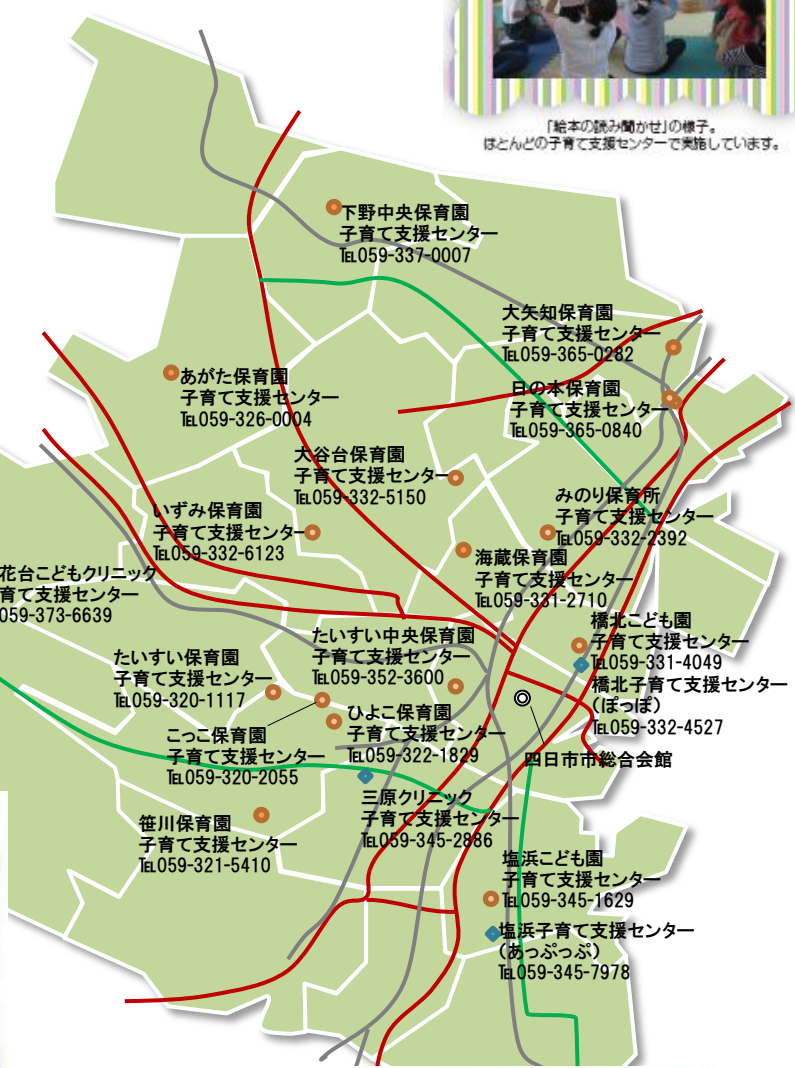 「絵本の読み聞かせ」の様子。
ほとんどの子育て支援センターで実施しています。
下野中央保育園
子育て支援センター
℡059-337-0007
大矢知保育園
子育て支援センター
℡059-365-0282
あがた保育園
子育て支援センター
℡059-326-0004
日の本保育園
子育て支援センター
℡059-365-0840
大谷台保育園
子育て支援センター
℡059-332-5150
みのり保育所
子育て支援センター
℡059-332-2392
いずみ保育園
子育て支援センター
℡059-332-6123
海蔵保育園
子育て支援センター
℡059-331-2710
花台こどもクリニック
育て支援センター
059-373-6639
橋北こども園
子育て支援センター
℡059-331-4049
橋北子育て支援センター
(ぽっぽ)
℡059-332-4527
たいすい中央保育園
子育て支援センター
℡059-352-3600
たいすい保育園
子育て支援センター
℡059-320-1117
ひよこ保育園
子育て支援センター
℡059-322-1829
こっこ保育園
子育て支援センター
℡059-320-2055
四日市市総合会館
三原クリニック
子育て支援センター
℡059-345-2886
笹川保育園
子育て支援センター
℡059-321-5410
塩浜こども園
子育て支援センター
℡059-345-1629
塩浜子育て支援センター
(あっぷっぷ)
℡059-345-7978